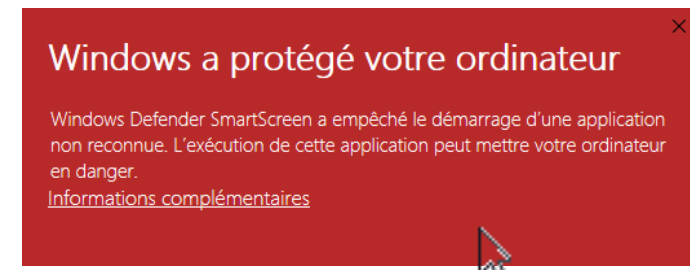 Windows a protégé votre ordinateur
Windows Defender SmartScreen a empêché le démarrage d'une application
non reconnue. L'exécution de cette application peut mettre votre ordinateur
en danger.
Informations complémentaires